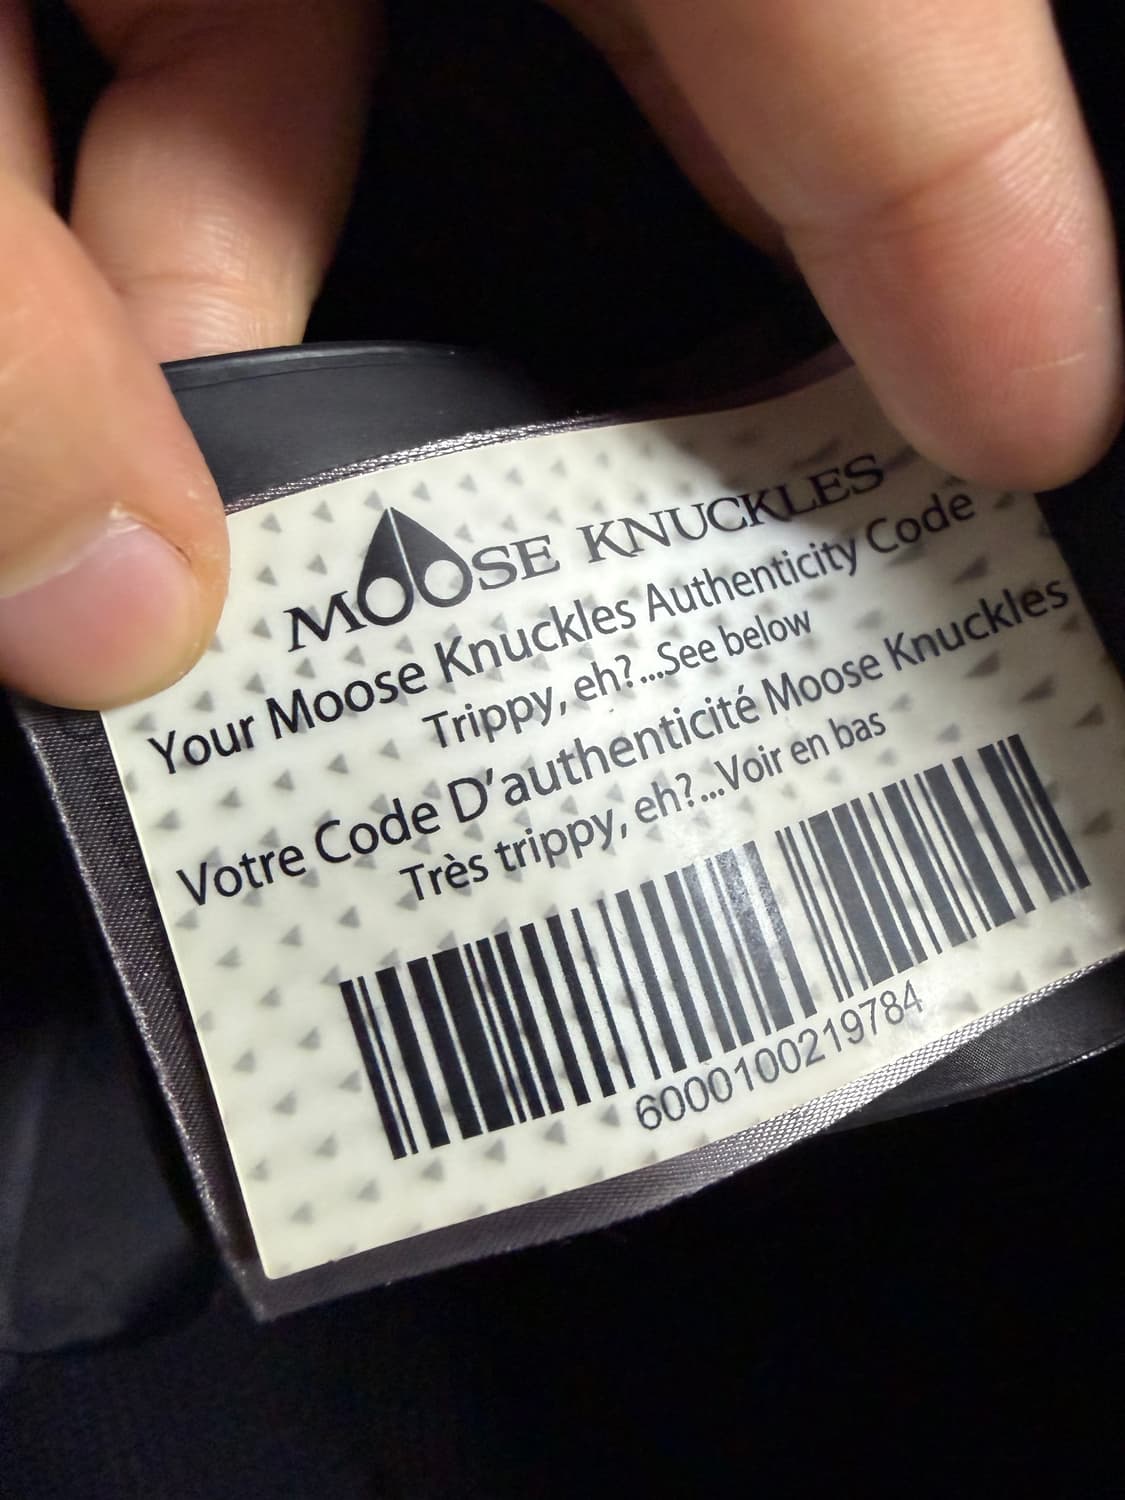 MOOSE KNUCKLES
Your Moose Knuckles Authenticity Code
Trippy, eh?...See below
Votre Code D'authenticité Moose Knuckles
Très trippy, eh?...Voir en bas
6000100219784